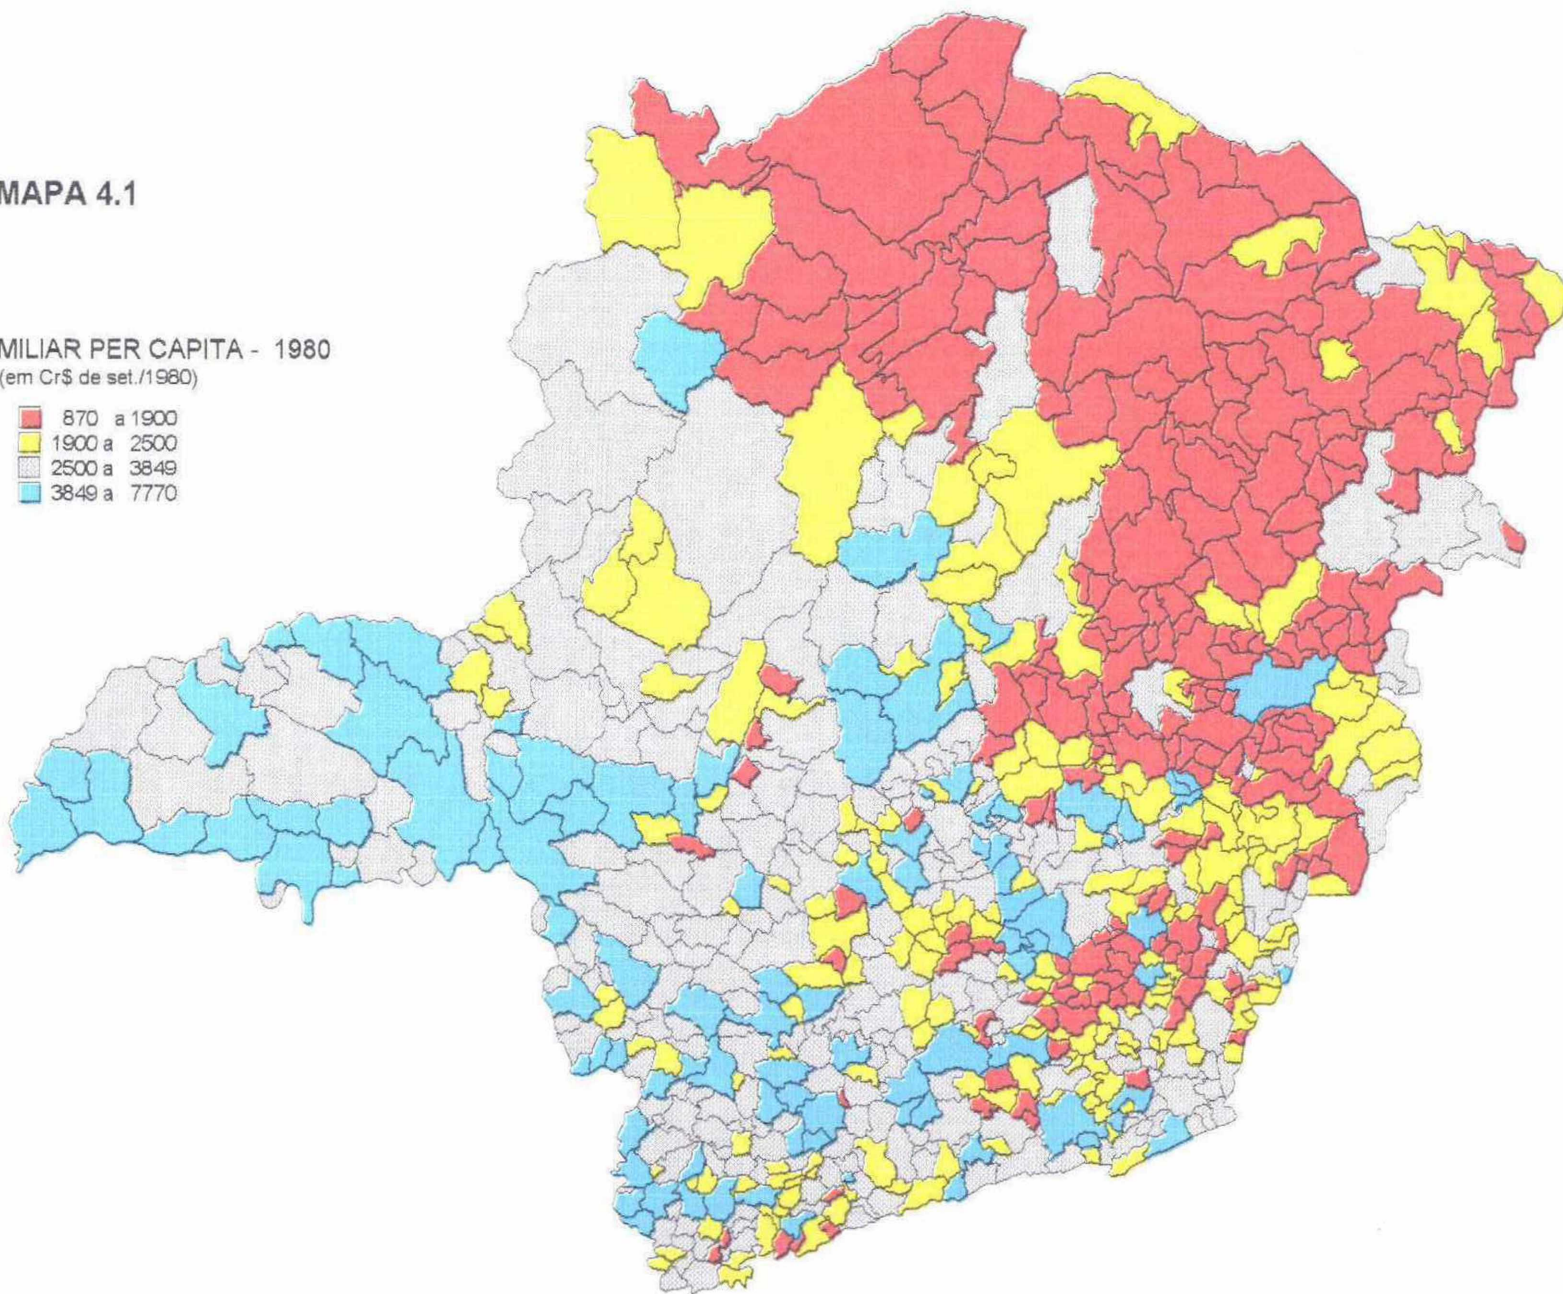 MAPA 4.1
MILIAR PER CAPITA - 1980
(em Cr$ de set./1980)
870 a 1900
1900 a 2500
2500 a 3849
3849 a 7770